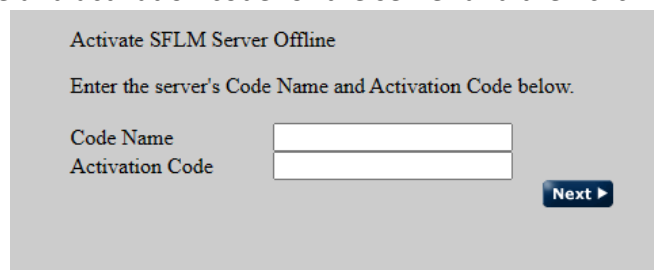 Activate SFLM Server Offline
Enter the server's Code Name and Activation Code below.
Code Name
Activation Code
Next